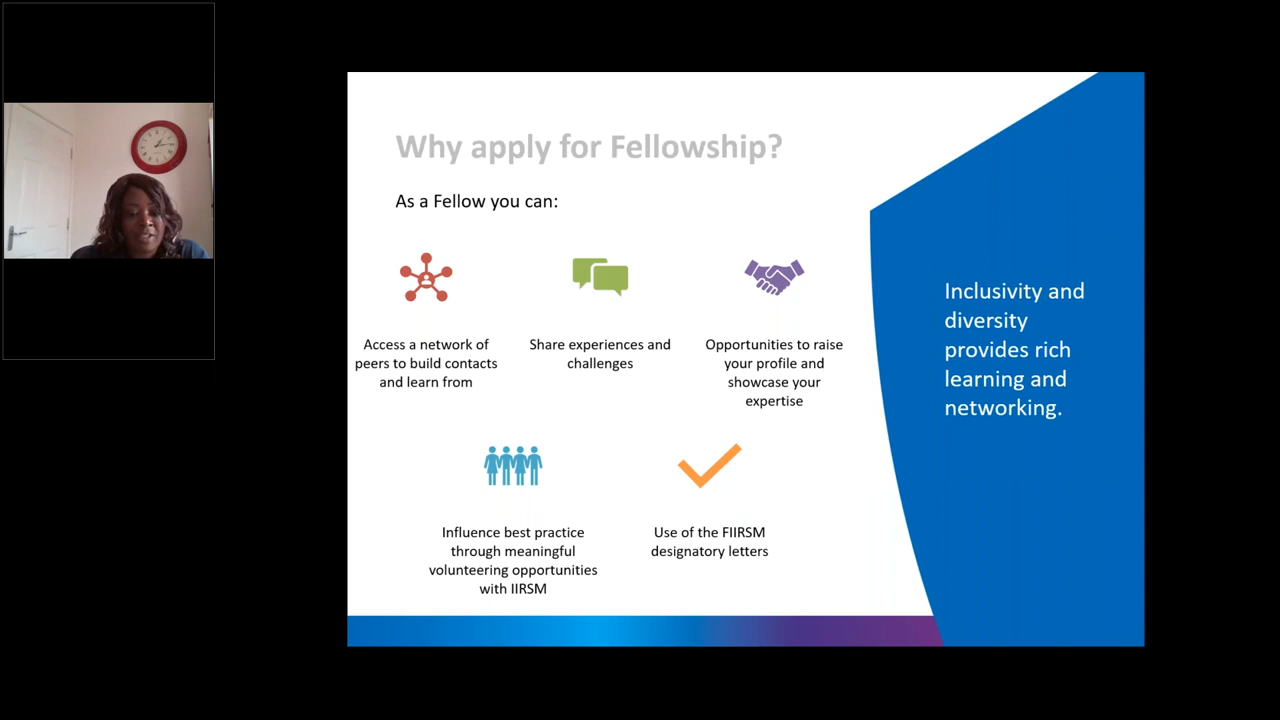 Why apply for Fellowship?
As a Fellow you can:
Access a network of
peers to build contacts
and learn from
Share experiences and
challenges
Opportunities to raise
your profile and
showcase your
expertise
Influence best practice
through meaningful
volunteering opportunities
with IIRSM
Use of the FIIRSM
designatory letters
Inclusivity and
diversity
provides rich
learning and
networking.